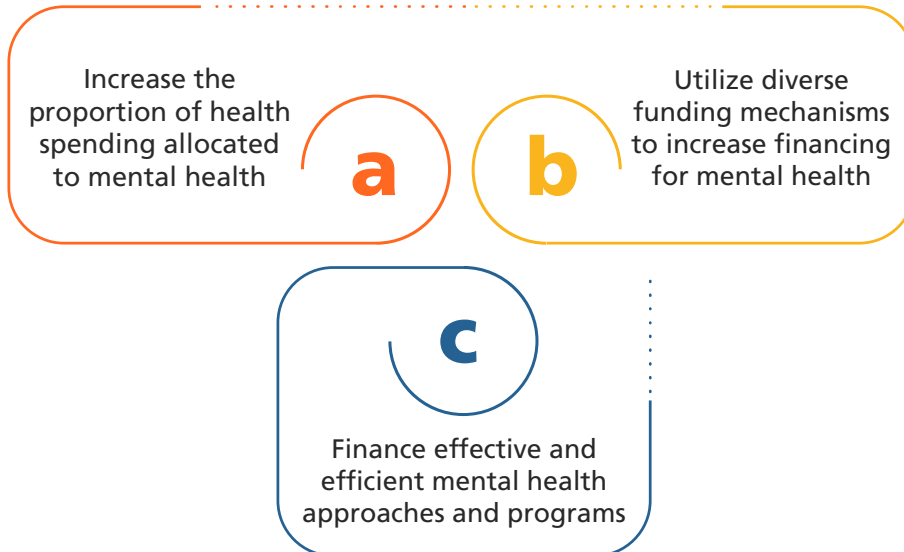 Increase the
proportion of health
spending allocated
to mental health
a
b
Utilize diverse
funding mechanisms
to increase financing
for mental health
c
Finance effective and
efficient mental health
approaches and programs